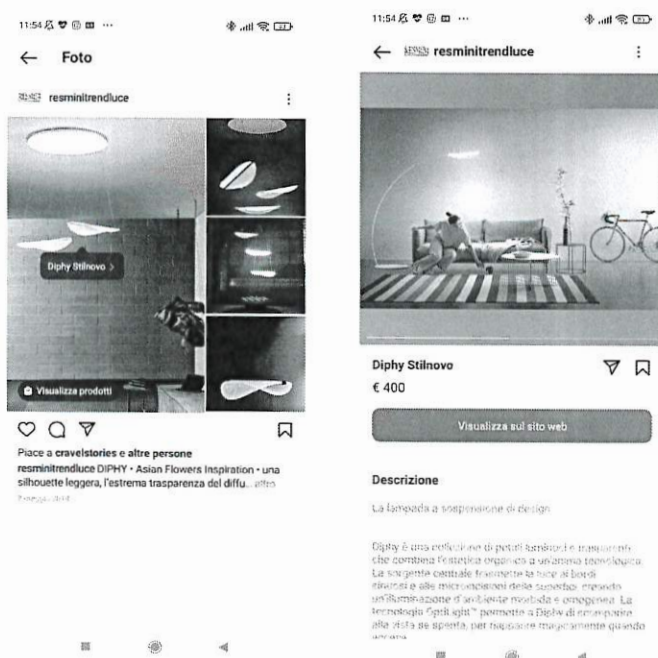 11:54
Foto
resminitrendluce
Diphy Stilnovo
Visualizza prodotti
Piace a cravelstories e altre persone
resminitrendluce DIPHY • Asian Flowers Inspiration • una
silhouette leggera, l'estrema trasparenza del diffu... altro
11:54
resminitrendluce
Diphy Stilnovo
€ 400
Visualizza sul sito web
Descrizione
La lampada a sospensione di design
Diphy è una collezione di petali luminosi e trasparenti
che combina l'estetica organica a un'anima tecnologica.
La sorgente centrale trasmette la luce ai bordi
sinuosi e alle microincisioni delle superfici creando
un'illuminazione d'ambiente morbida e omogenea. La
tecnologia OptiLight™ permette a Diphy di scomparire
alla vista se spenta, per riapparire magicamente quando